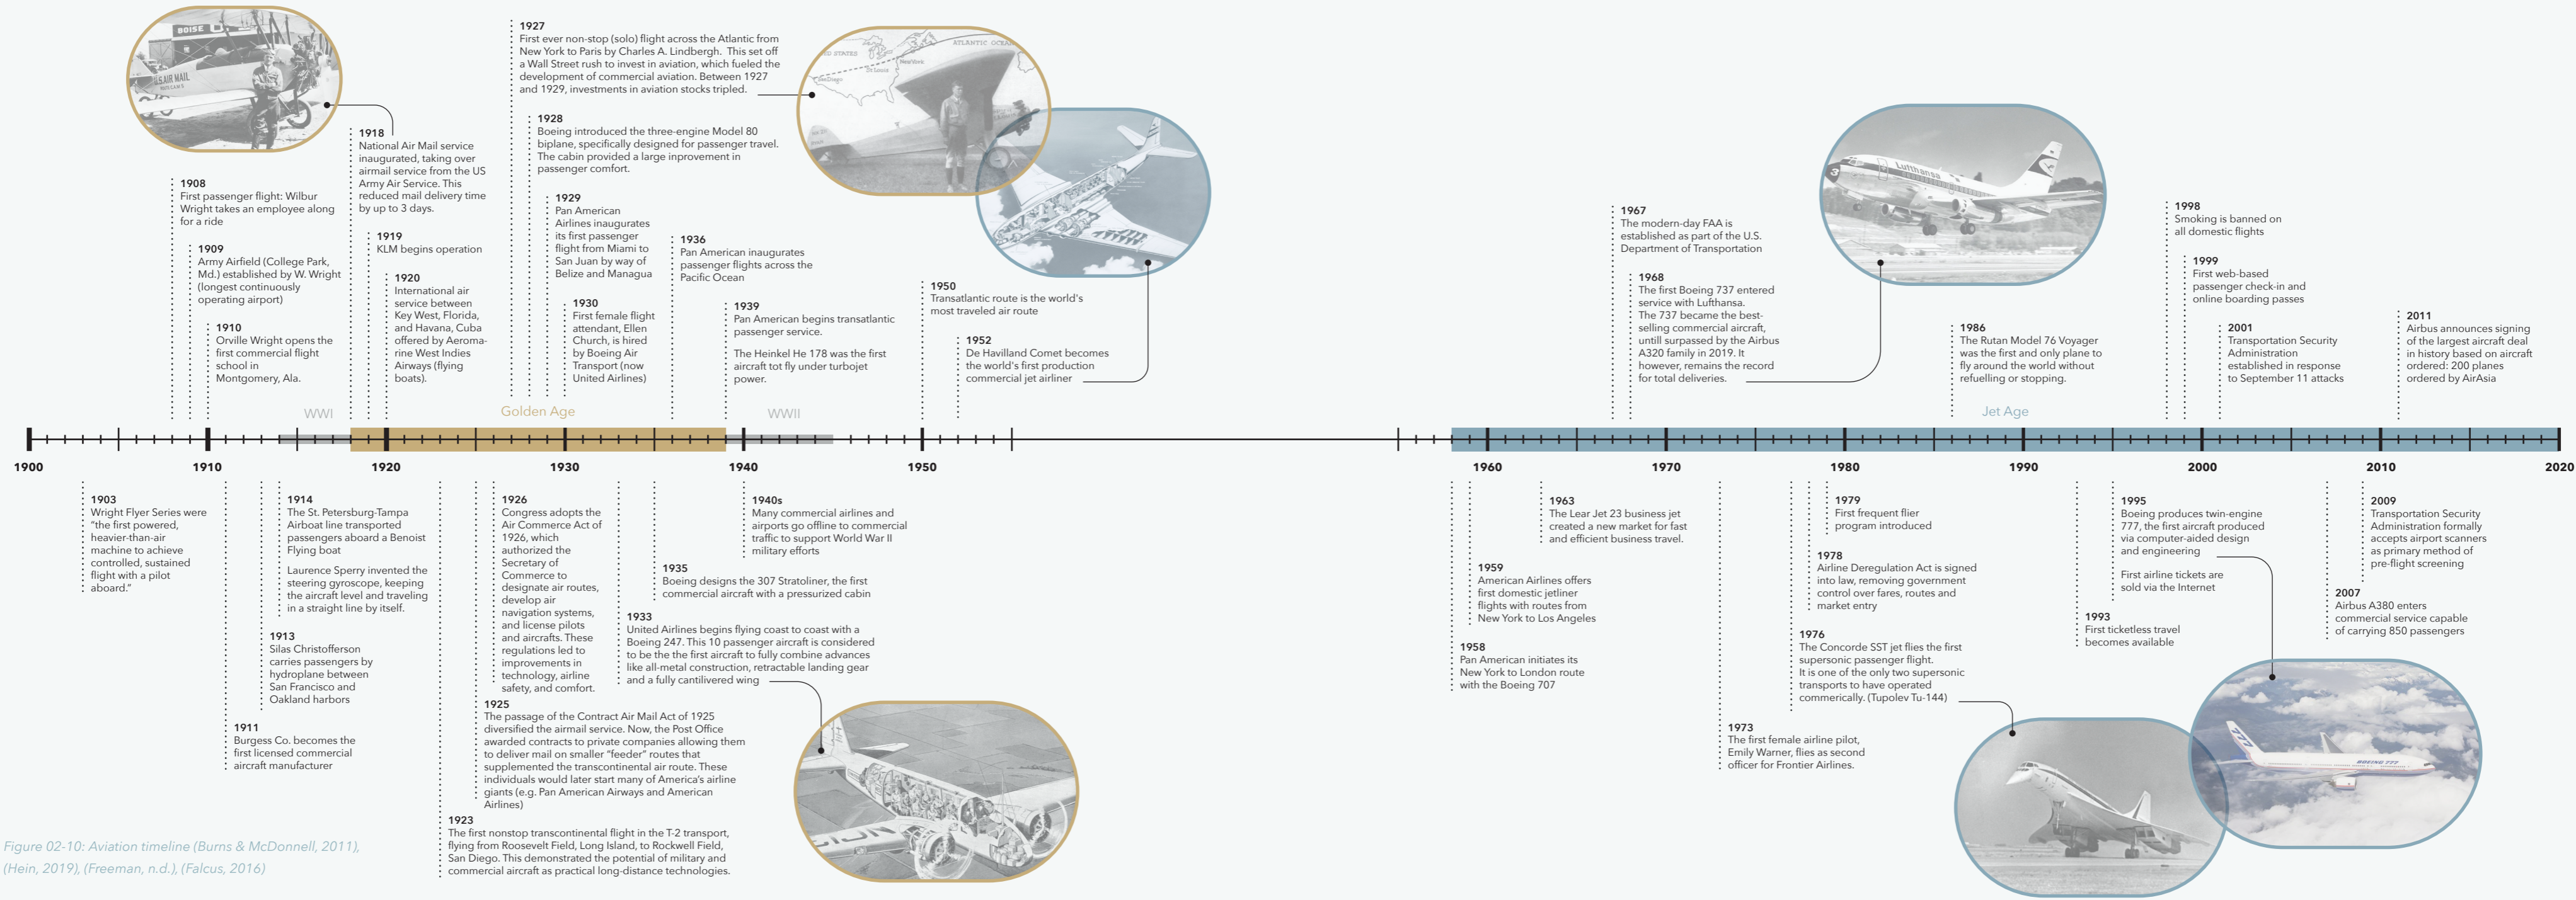 BOISE
U.S. AIR MAIL
1908
First passenger flight: Wilbur
Wright takes an employee along
for a ride
1909
Army Airfield (College Park,
Md.) established by W. Wright
(longest continuously
operating airport)
1910
Orville Wright opens the
first commercial flight
school in
Montgomery, Ala.
1918
National Air Mail service
inaugurated, taking over
airmail service from the US
Army Air Service. This
reduced mail delivery time
by up to 3 days.
1919
KLM begins operation
1920
International air
service between
Key West, Florida,
and Havana, Cuba
offered by Aeroma-
rine West Indies
Airways (flying
boats).
1927
First ever non-stop (solo) flight across the Atlantic from
New York to Paris by Charles A. Lindbergh.  This set off
a Wall Street rush to invest in aviation, which fueled the
development of commercial aviation. Between 1927
and 1929, investments in aviation stocks tripled.
1928
Boeing introduced the three-engine Model 80
biplane, specifically designed for passenger travel.
The cabin provided a large inprovement in
passenger comfort.
1929
Pan American
Airlines inaugurates
its first passenger
flight from Miami to
San Juan by way of
Belize and Managua
1930
First female flight
attendant, Ellen
Church, is hired
by Boeing Air
Transport (now
United Airlines)
1936
Pan American inaugurates
passenger flights across the
Pacific Ocean
1939
Pan American begins transatlantic
passenger service.
The Heinkel He 178 was the first
aircraft tot fly under turbojet
power.
ATLANTIC OCEAN
STATES
New York
St Louis
San Diego
1950
Transatlantic route is the world's
most traveled air route
1952
De Havilland Comet becomes
the world's first production
commercial jet airliner
1967
The modern-day FAA is
established as part of the U.S.
Department of Transportation
1968
The first Boeing 737 entered
service with Lufthansa.
The 737 became the best-
selling commercial aircraft,
untill surpassed by the Airbus
A320 family in 2019. It
however, remains the record
for total deliveries.
Lufthansa
3
1986
The Rutan Model 76 Voyager
was the first and only plane to
fly around the world without
refuelling or stopping.
1998
Smoking is banned on
all domestic flights
1999
First web-based
passenger check-in and
online boarding passes
2001
Transportation Security
Administration
established in response
to September 11 attacks
2011
Airbus announces signing
of the largest aircraft deal
in history based on aircraft
ordered: 200 planes
ordered by AirAsia
WWI
Golden Age
WWII
Jet Age
1900 1910 1920 1930 1940 1950 1960 1970 1980 1990 2000 2010 2020
1903
Wright Flyer Series were
"the first powered,
heavier-than-air
machine to achieve
controlled, sustained
flight with a pilot
aboard."
1914
The St. Petersburg-Tampa
Airboat line transported
passengers aboard a Benoist
Flying boat
Laurence Sperry invented the
steering gyroscope, keeping
the aircraft level and traveling
in a straight line by itself.
1913
Silas Christofferson
carries passengers by
hydroplane between
San Francisco and
Oakland harbors
1911
Burgess Co. becomes the
first licensed commercial
aircraft manufacturer
1926
Congress adopts the
Air Commerce Act of
1926, which
authorized the
Secretary of
Commerce to
designate air routes,
develop air
navigation systems,
and license pilots
and aircrafts. These
regulations led to
improvements in
technology, airline
safety, and comfort.
1925
The passage of the Contract Air Mail Act of 1925
diversified the airmail service. Now, the Post Office
awarded contracts to private companies allowing them
to deliver mail on smaller "feeder" routes that
supplemented the transcontinental air route. These
individuals would later start many of America's airline
giants (e.g. Pan American Airways and American
Airlines)
1923
The first nonstop transcontinental flight in the T-2 transport,
flying from Roosevelt Field, Long Island, to Rockwell Field,
San Diego. This demonstrated the potential of military and
commercial aircraft as practical long-distance technologies.
1940s
Many commercial airlines and
airports go offline to commercial
traffic to support World War II
military efforts
1935
Boeing designs the 307 Stratoliner, the first
commercial aircraft with a pressurized cabin
1933
United Airlines begins flying coast to coast with a
Boeing 247. This 10 passenger aircraft is considered
to be the the first aircraft to fully combine advances
like all-metal construction, retractable landing gear
and a fully cantilivered wing
1963
The Lear Jet 23 business jet
created a new market for fast
and efficient business travel.
1959
American Airlines offers
first domestic jetliner
flights with routes from
New York to Los Angeles
1958
Pan American initiates its
New York to London route
with the Boeing 707
1979
First frequent flier
program introduced
1978
Airline Deregulation Act is signed
into law, removing government
control over fares, routes and
market entry
1976
The Concorde SST jet flies the first
supersonic passenger flight.
It is one of the only two supersonic
transports to have operated
commerically. (Tupolev Tu-144)
1973
The first female airline pilot,
Emily Warner, flies as second
officer for Frontier Airlines.
1995
Boeing produces twin-engine
777, the first aircraft produced
via computer-aided design
and engineering
First airline tickets are
sold via the Internet
1993
First ticketless travel
becomes available
2009
Transportation Security
Administration formally
accepts airport scanners
as primary method of
pre-flight screening
2007
Airbus A380 enters
commercial service capable
of carrying 850 passengers
777
BOEING 777
Figure 02-10: Aviation timeline (Burns & McDonnell, 2011),
(Hein, 2019), (Freeman, n.d.), (Falcus, 2016)